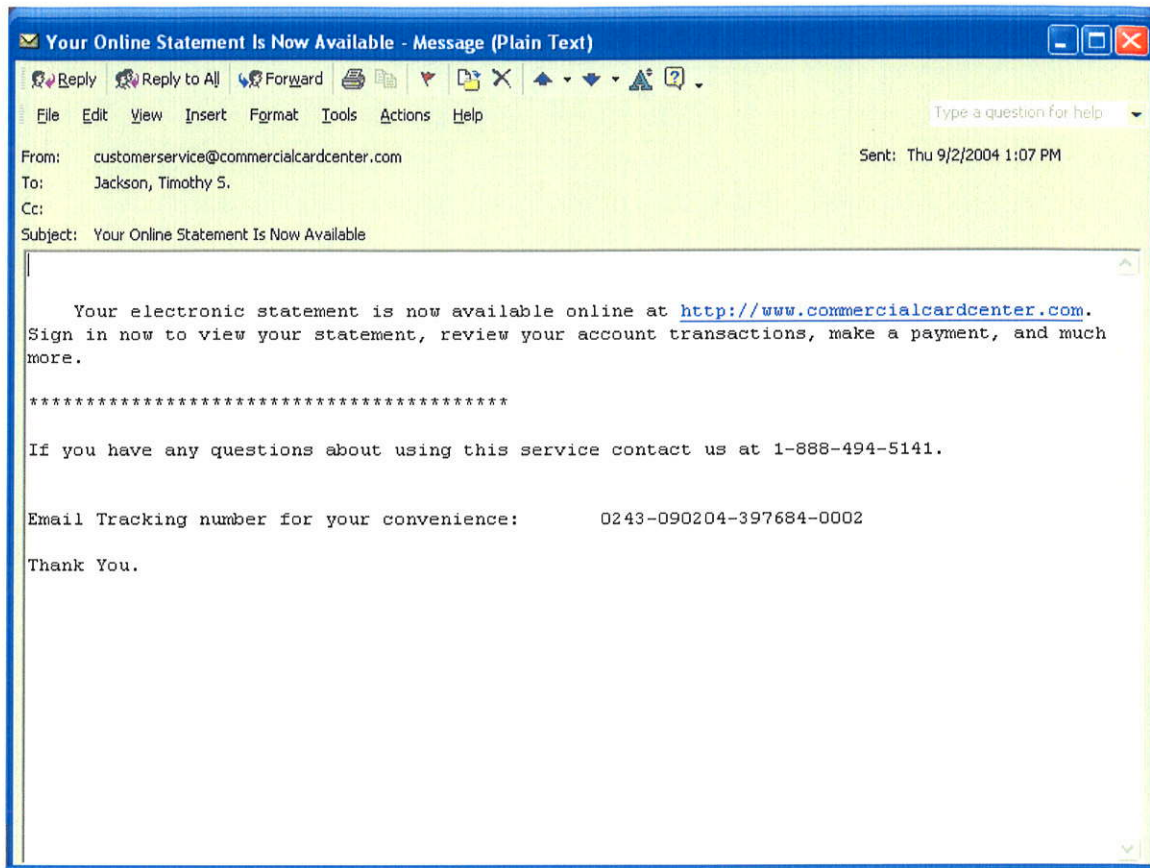 Your Online Statement Is Now Available - Message (Plain Text)
Reply Reply to All Forward
File Edit View Insert Format Tools Actions Help Type a question for help
From: customerservice@commercialcardcenter.com Sent: Thu 9/2/2004 1:07 PM
To: Jackson, Timothy S.
Cc:
Subject: Your Online Statement Is Now Available
Your electronic statement is now available online at http://www.commercialcardcenter.com.
Sign in now to view your statement, review your account transactions, make a payment, and much
more.
******************************************
If you have any questions about using this service contact us at 1-888-494-5141.
Email Tracking number for your convenience: 0243-090204-397684-0002
Thank You.